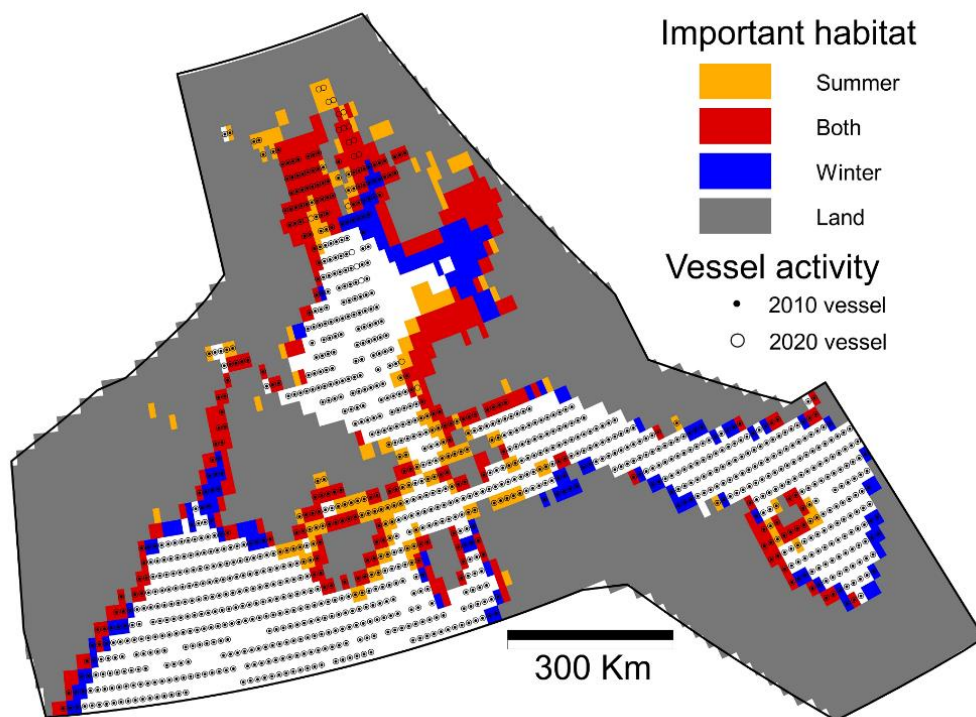 Important habitat
Summer
Both
Winter
Land
Vessel activity
2010 vessel
2020 vessel
300 Km